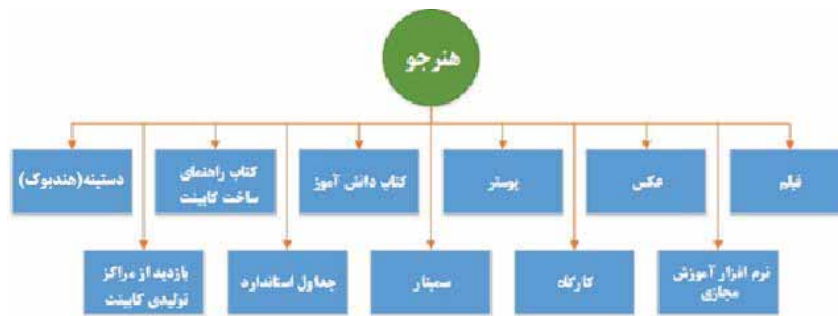 هنرجو
فیلم
عکس
پوستر
کتاب دانش آموز
کتاب راهنمای
ساخت کابینت
دستینه(هندبوک)
نرم افزار آموزش
مجازی
کارگاه
سمینار
جداول استاندارد
بازدید از مراکز
تولیدی کابینت